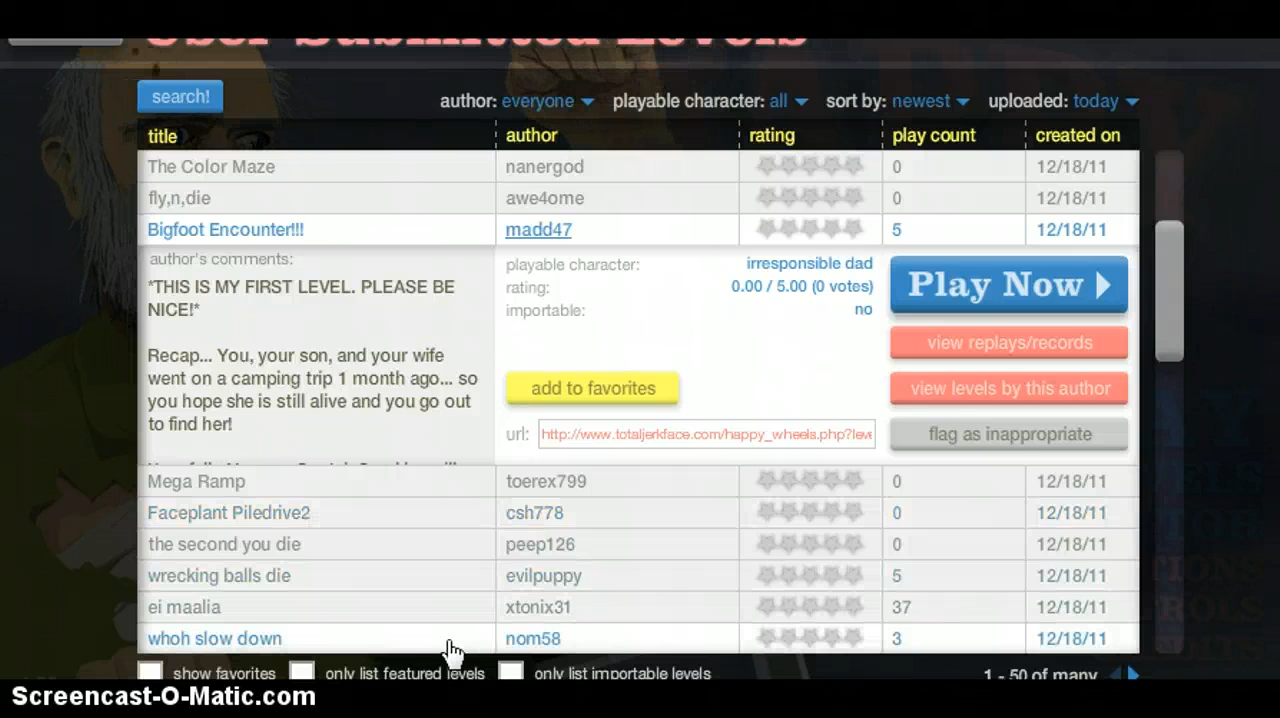 User Submitted Levels
search!
author: everyone playable character: all sort by: newest uploaded: today
title author rating play count created on
The Color Maze nanergod 0 12/18/11
fly,n,die awe4ome 0 12/18/11
Bigfoot Encounter!!! madd47 5 12/18/11
author's comments:
*THIS IS MY FIRST LEVEL. PLEASE BE
NICE!*
Recap... You, your son, and your wife
went on a camping trip 1 month ago... so
you hope she is still alive and you go out
to find her!
playable character: irresponsible dad
rating: 0.00 / 5.00 (0 votes)
importable: no
add to favorites
url: http://www.totaljerkface.com/happy_wheels.php?leve
Play Now
view replays/records
view levels by this author
flag as inappropriate
Mega Ramp toerex799 0 12/18/11
Faceplant Piledrive2 csh778 0 12/18/11
the second you die peep126 0 12/18/11
wrecking balls die evilpuppy 5 12/18/11
ei maalia xtonix31 37 12/18/11
whoh slow down nom58 3 12/18/11
show favorites only list featured levels only list importable levels 1 - 50 of many
Screencast-O-Matic.com